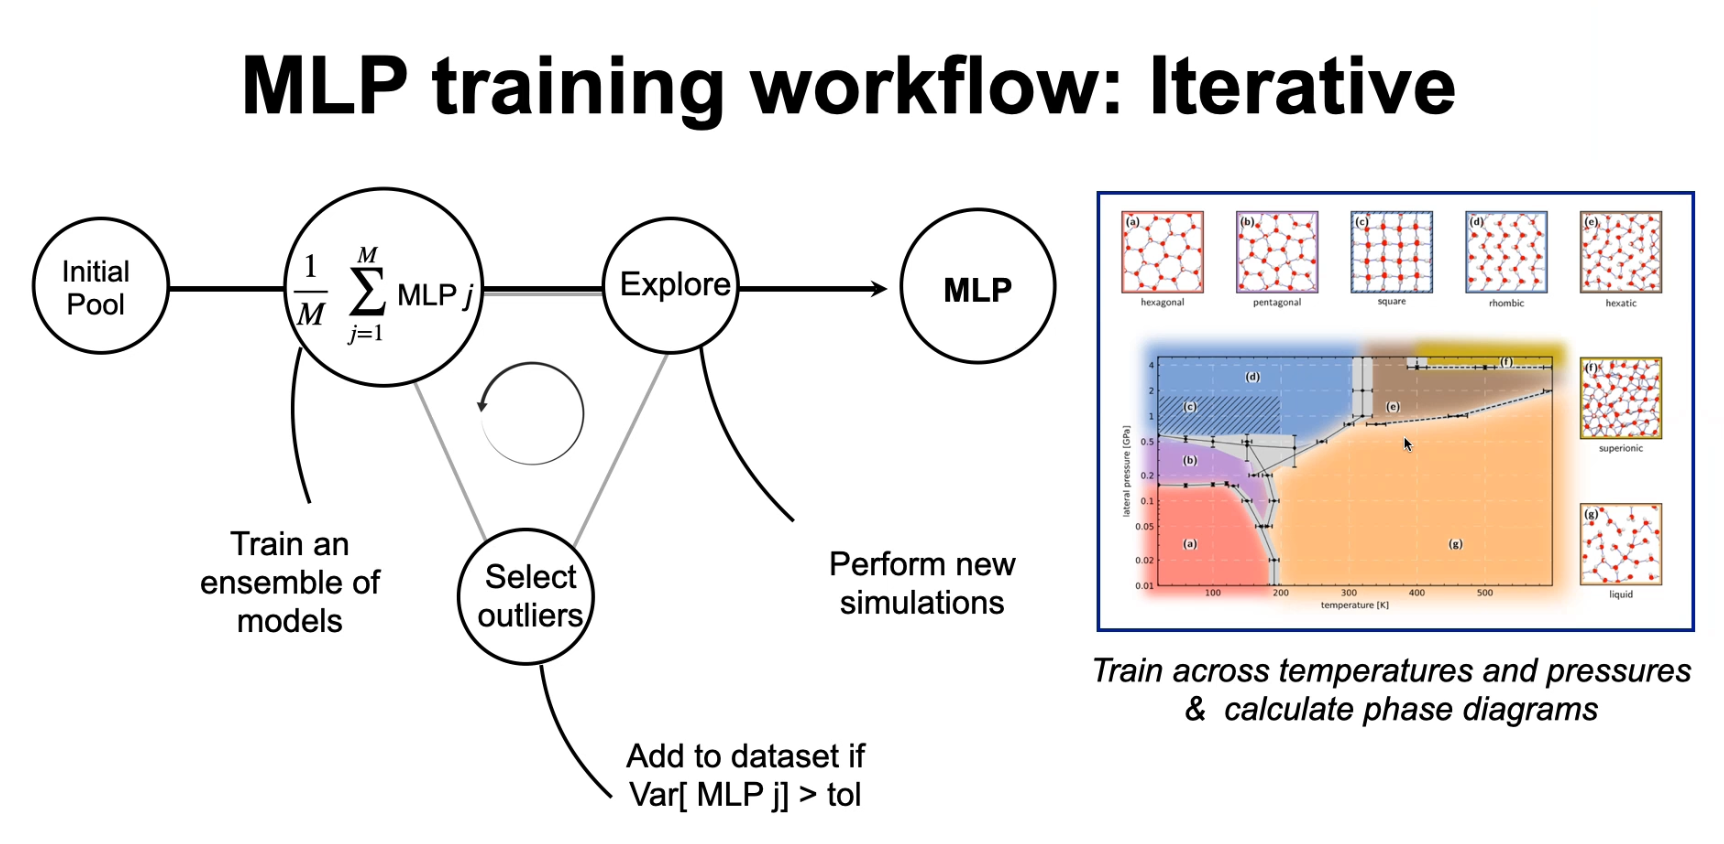 MLP training workflow: Iterative
Initial
Pool
1
M
M
∑
j=1
MLP j
Explore
MLP
Select
outliers
Train an
ensemble of
models
Perform new
simulations
Add to dataset if
Var[ MLP j] > tol
(a)
hexagonal
(b)
pentagonal
(c)
square
(d)
rhombic
(e)
hexatic
(f)
superionic
(g)
liquid
lateral pressure [GPa]
4
2
1
0.5
0.2
0.1
0.05
0.02
0.01
(d)
(f)
(c)
(e)
(b)
(a)
(g)
100 200 300 400 500
temperature [K]
Train across temperatures and pressures
& calculate phase diagrams